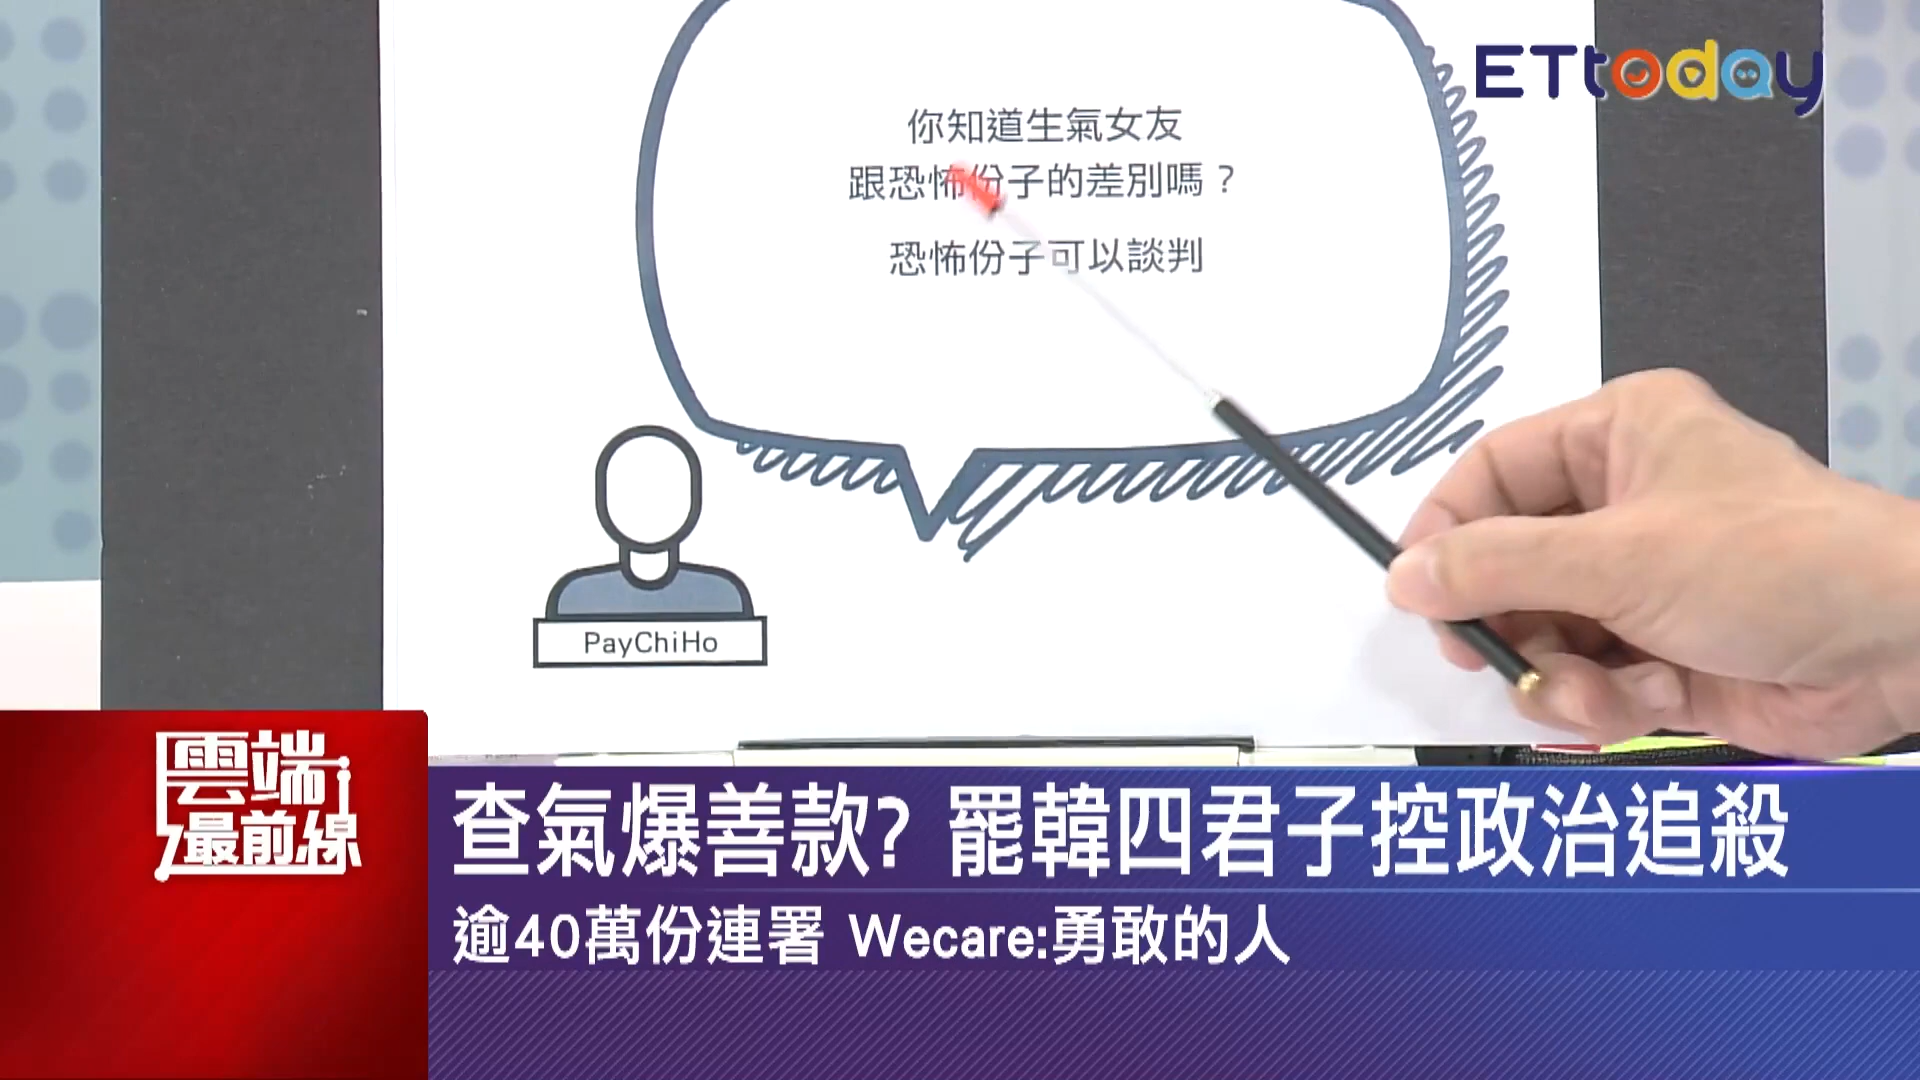 ETtoday
你知道生氣女友
跟恐怖份子的差別嗎？
恐怖份子可以談判
PayChiHo
雲端
最前線
查氣爆善款? 罷韓四君子控政治追殺
逾40萬份連署 Wecare:勇敢的人